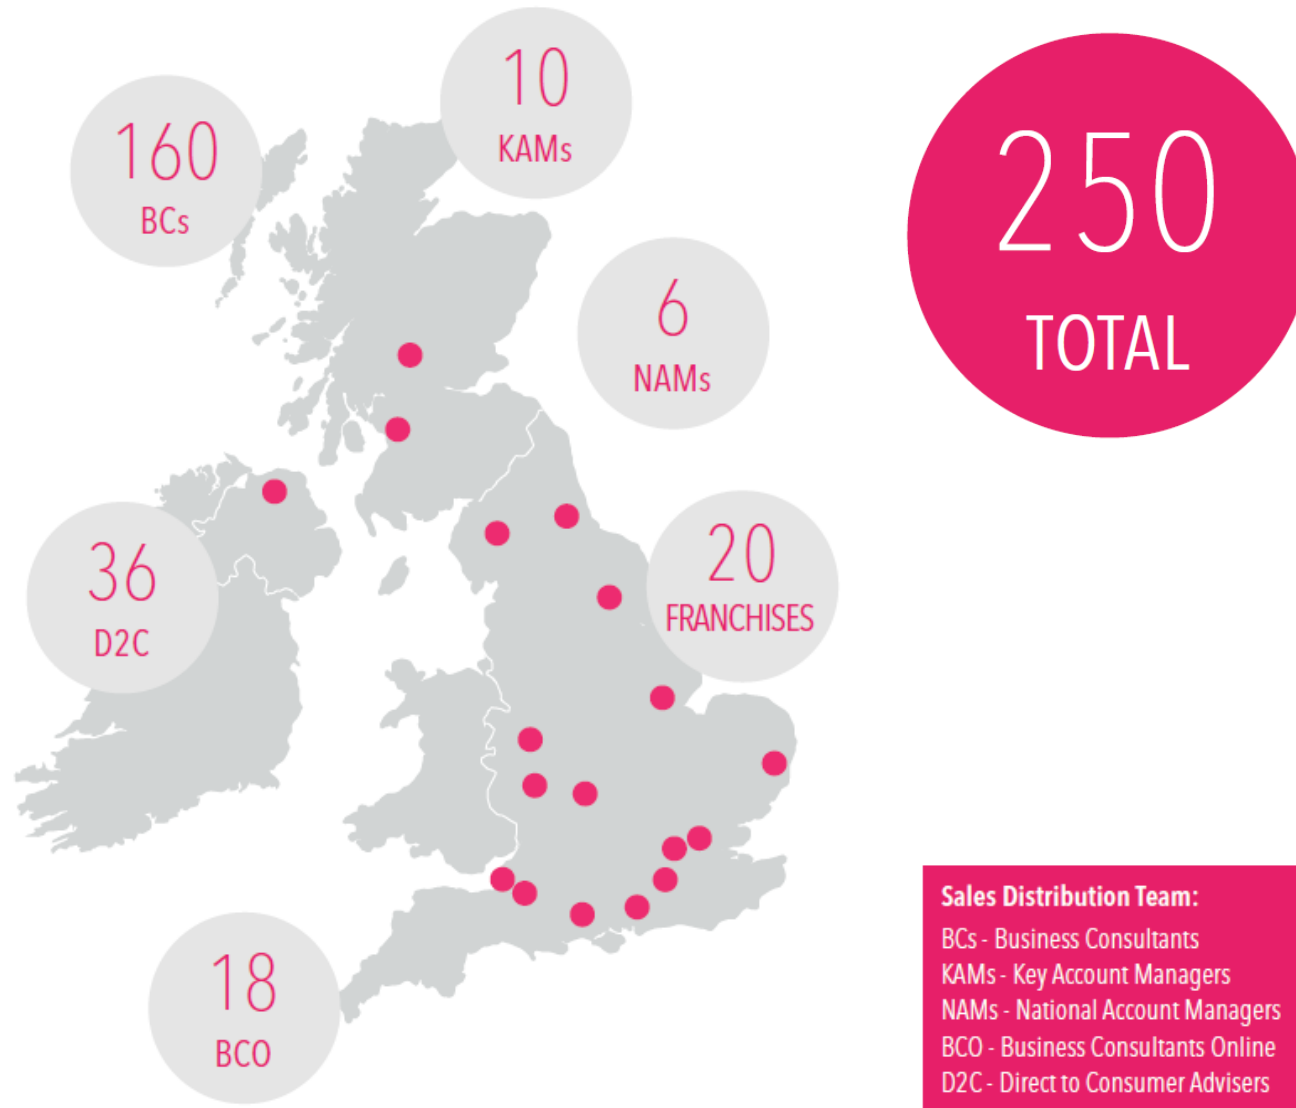 10
KAMs
160
BCs
250
TOTAL
6
NAMs
36
D2C
20
FRANCHISES
18
BCO
Sales Distribution Team:
BCs - Business Consultants
KAMs - Key Account Managers
NAMs - National Account Managers
BCO - Business Consultants Online
D2C - Direct to Consumer Advisers